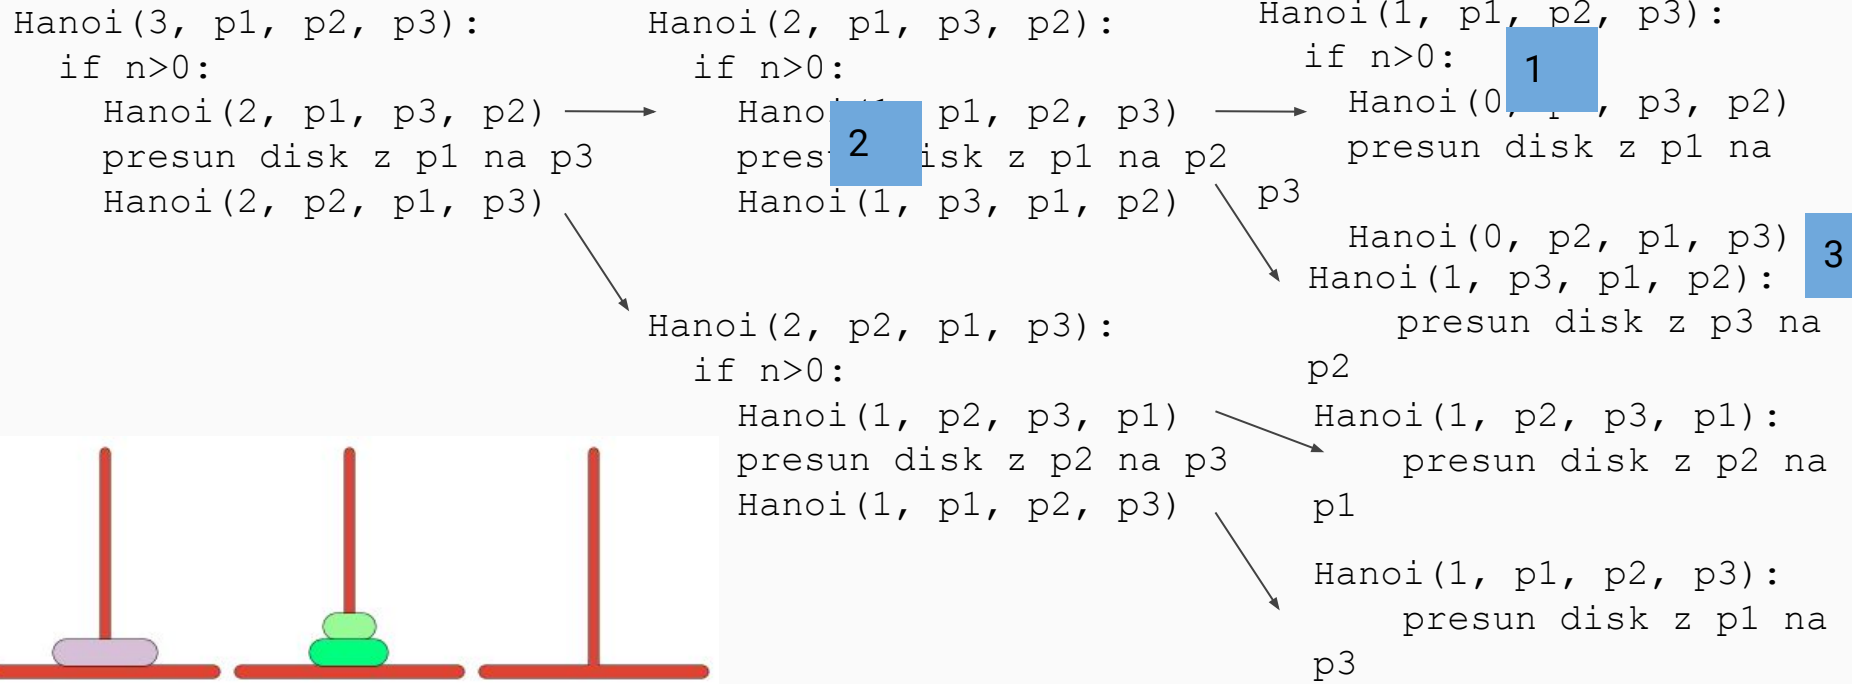 Hanoi(3, p1, p2, p3):
if n>0:
Hanoi(2, p1, p3, p2)
presun disk z p1 na p3
Hanoi(2, p2, p1, p3)
Hanoi(2, p1, p3, p2):
if n>0:
p1, p2, p3)
2
z p1 na p2
Hanoi(1, p3, p1, p2)
Hanoi(2, p2, p1, p3):
if n>0:
Hanoi(1, p2, p3, p1)
presun disk z p2 na p3
Hanoi(1, p1, p2, p3)
Hanoi(1, p1, p2, p3):
if n>0:
1
Hanoi(0, p3, p2)
presun disk z p1 na
p3
Hanoi(0, p2, p1, p3)
3
Hanoi(1, p3, p1, p2):
presun disk z p3 na
p2
Hanoi(1, p2, p3, p1):
presun disk z p2 na
p1
Hanoi(1, p1, p2, p3):
presun disk z p1 na
p3